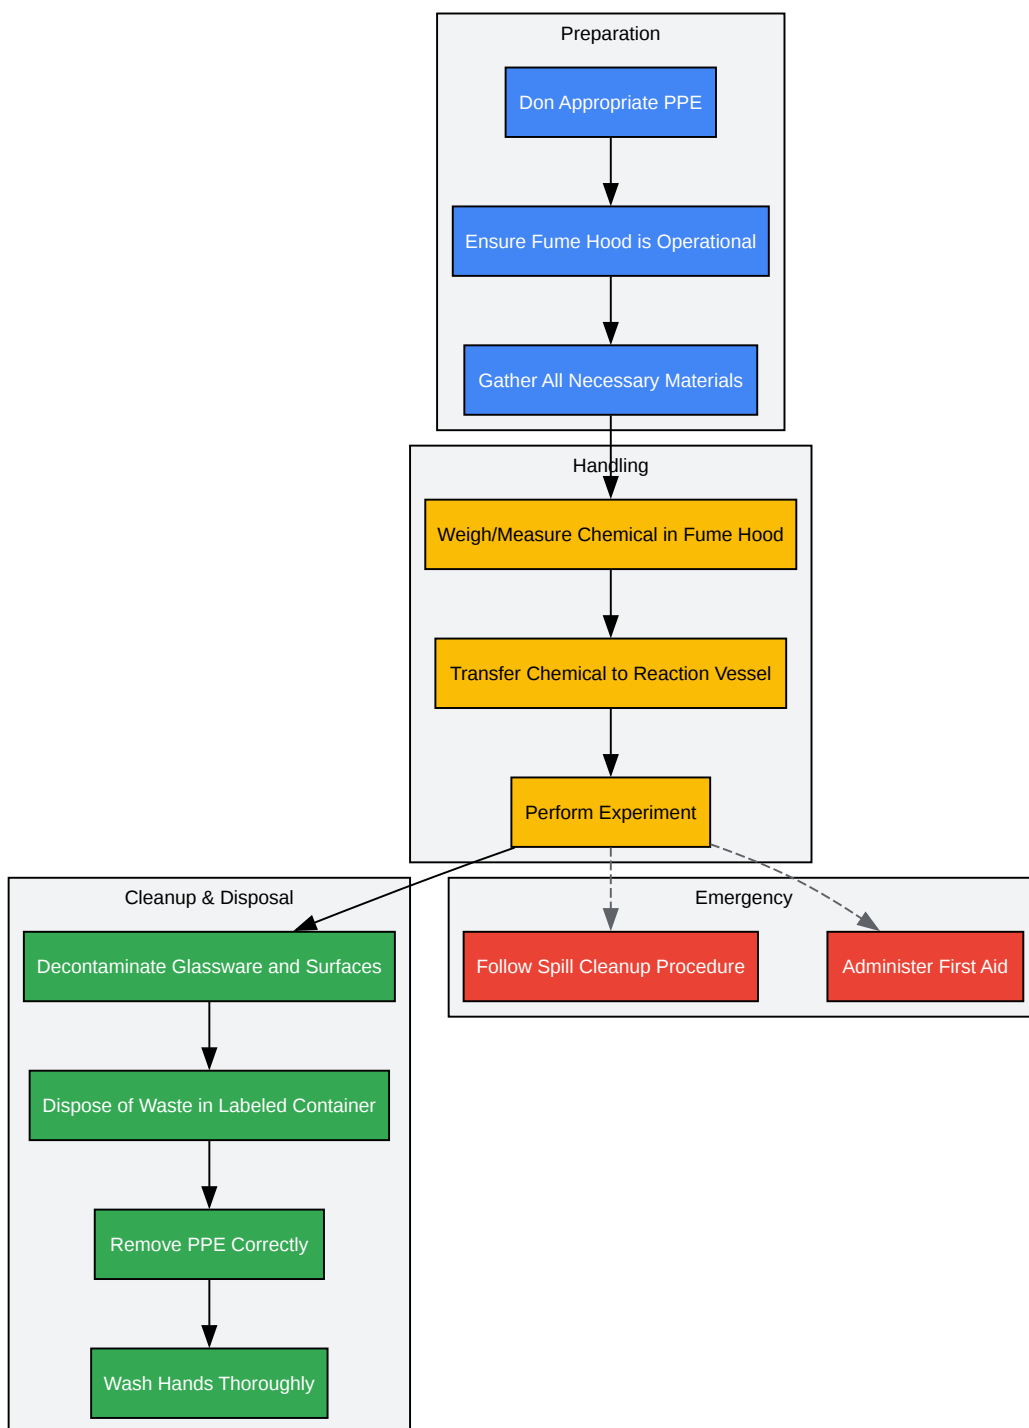 Preparation
Don Appropriate PPE
Ensure Fume Hood is Operational
Gather All Necessary Materials
Handling
Weigh/Measure Chemical in Fume Hood
Transfer Chemical to Reaction Vessel
Perform Experiment
Cleanup & Disposal
Decontaminate Glassware and Surfaces
Dispose of Waste in Labeled Container
Remove PPE Correctly
Wash Hands Thoroughly
Emergency
Follow Spill Cleanup Procedure
Administer First Aid